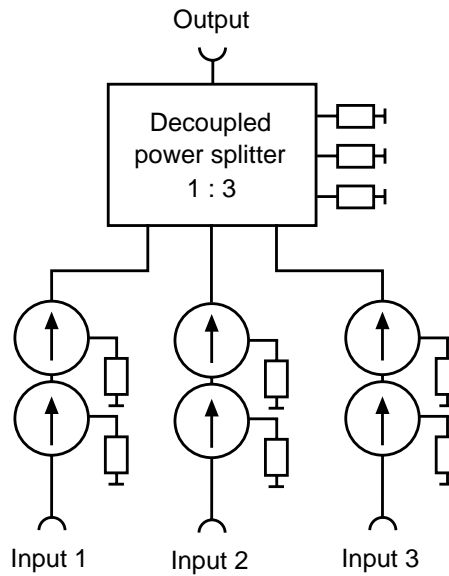 Output
Decoupled
power splitter
1 : 3
Input 1
Input 2
Input 3